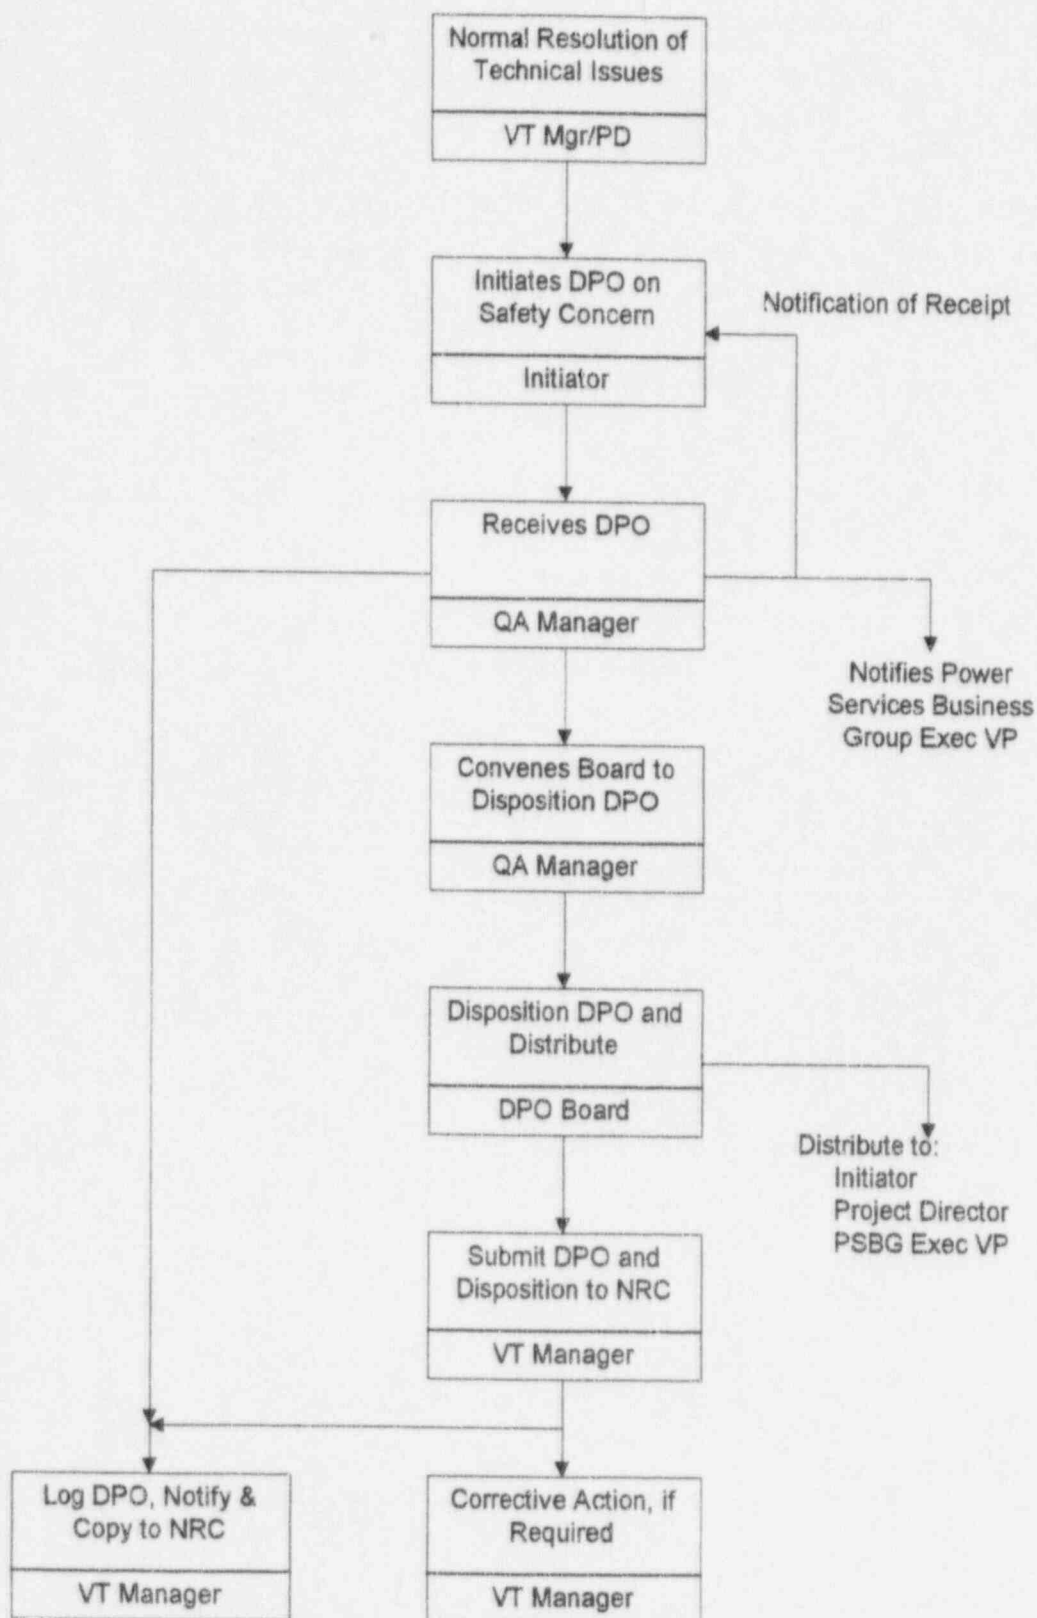 Normal Resolution of
Technical Issues
VT Mgr/PD
Initiates DPO on
Safety Concern
Initiator
Notification of Receipt
Receives DPO
QA Manager
Notifies Power
Services Business
Group Exec VP
Convenes Board to
Disposition DPO
QA Manager
Disposition DPO and
Distribute
DPO Board
Distribute to:
Initiator
Project Director
PSBG Exec VP
Submit DPO and
Disposition to NRC
VT Manager
Log DPO, Notify &
Copy to NRC
VT Manager
Corrective Action, if
Required
VT Manager